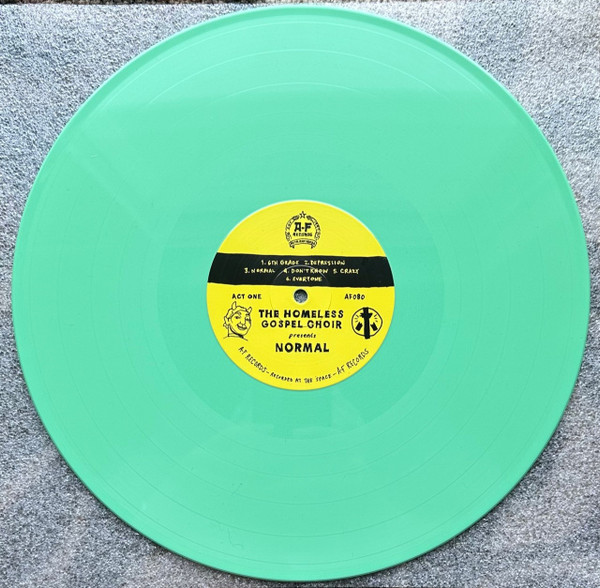 A-F
RECORDS
1. 6TH GRADE 2. DEPRESSION
3. NORMAL 4. DON'T KNOW 5. CRAZY
6. EVERYONE
ACT ONE
AF080
THE HOMELESS
GOSPEL CHOIR
presents
NORMAL
A-F RECORDS - RECORDED AT THE SPACE - A-F RECORDS